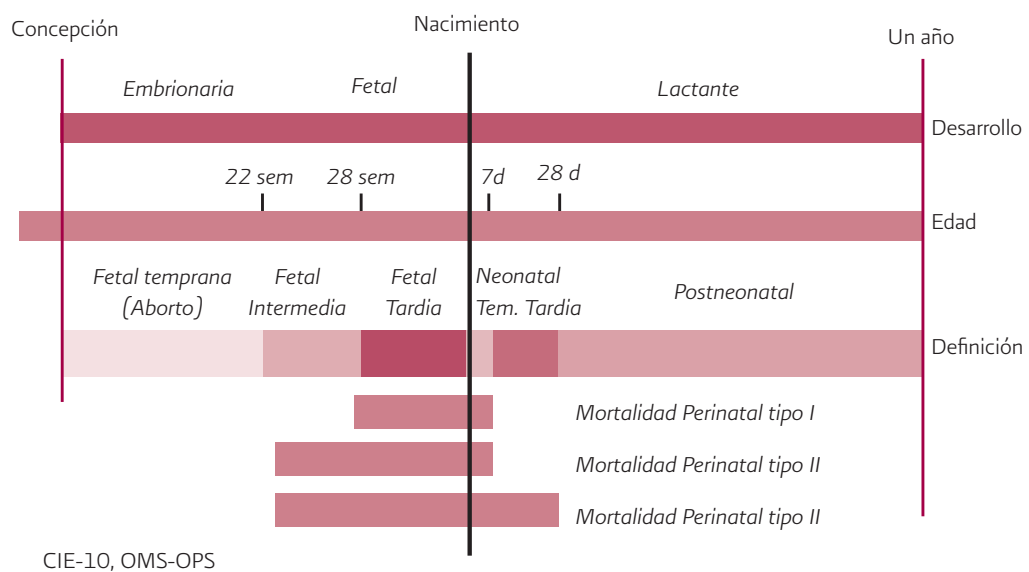 Concepción
Nacimiento
Un año
Embrionaria
Fetal
Lactante
Desarrollo
22 sem
28 sem
7d
28 d
Edad
Fetal temprana
(Aborto)
Fetal
Intermedia
Fetal
Tardia
Neonatal
Tem. Tardia
Postneonatal
Definición
Mortalidad Perinatal tipo I
Mortalidad Perinatal tipo II
Mortalidad Perinatal tipo II
CIE-10, OMS-OPS